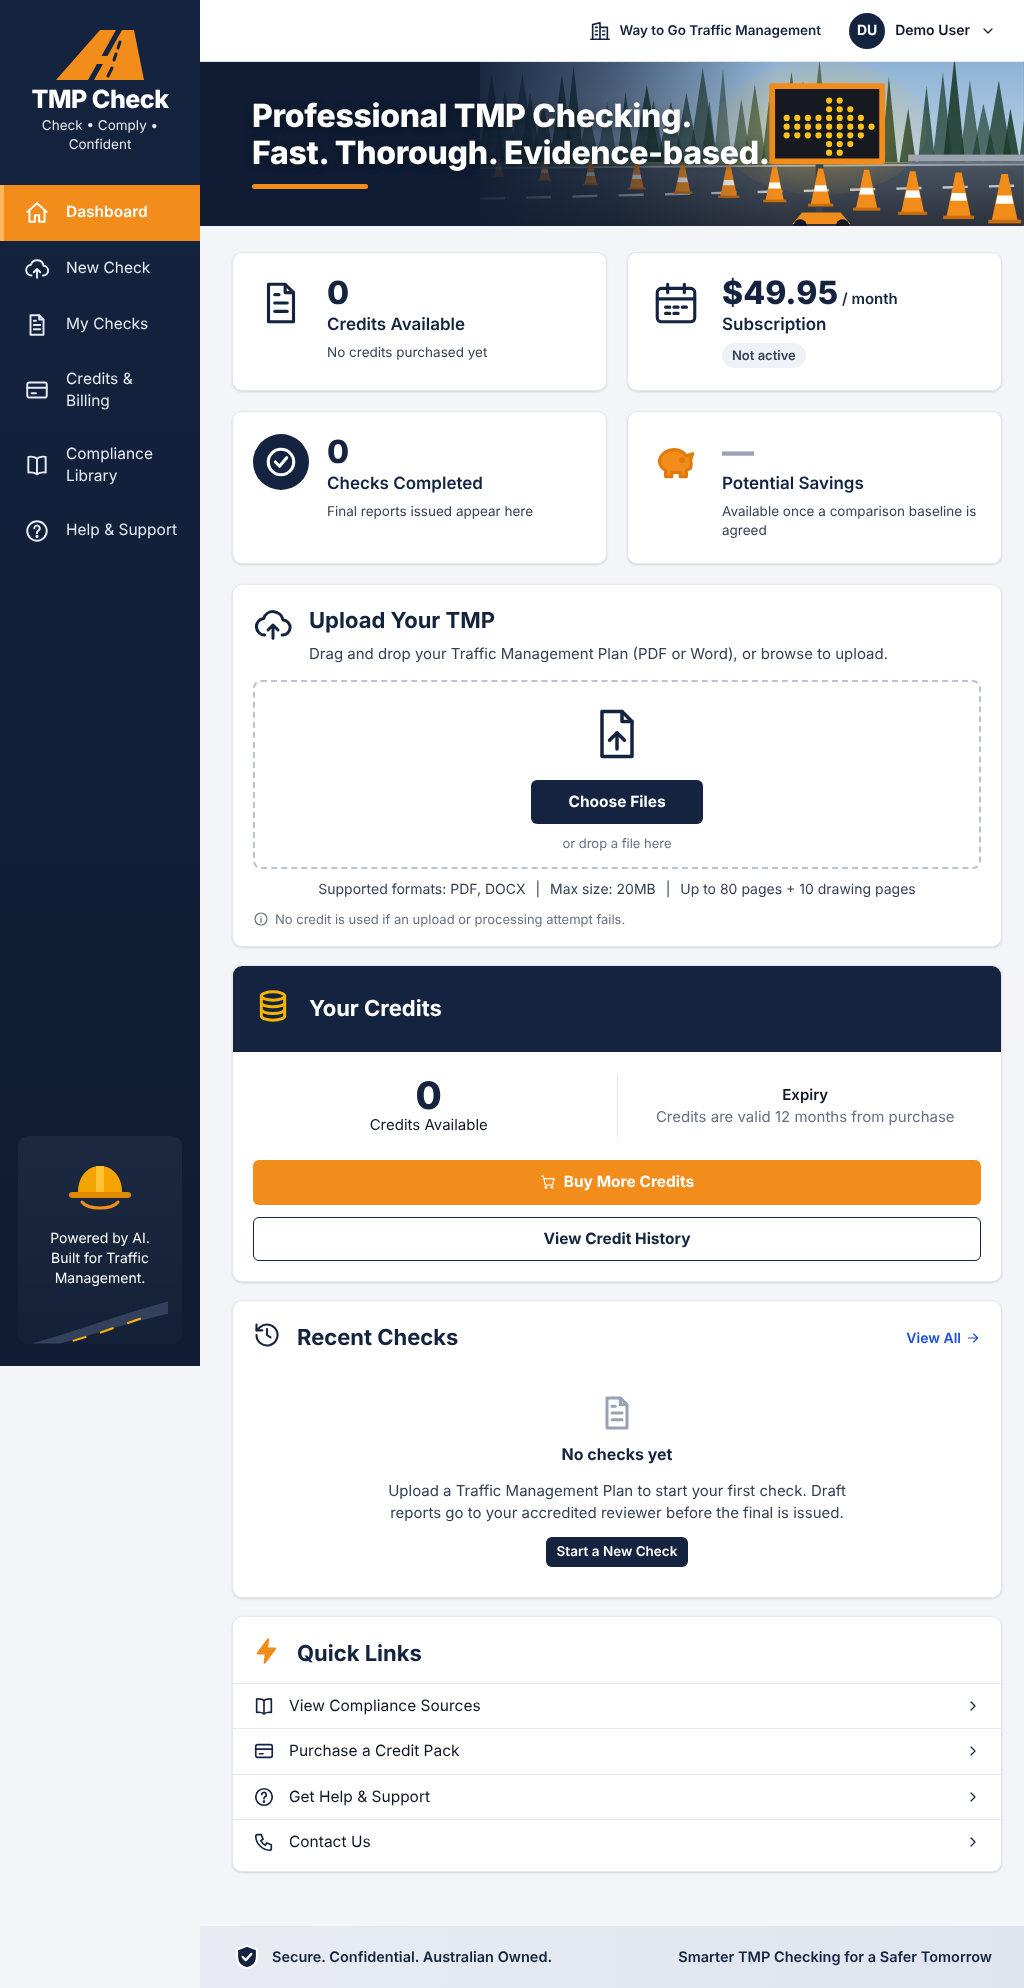 TMP Check
Check • Comply •
Confident
Dashboard
New Check
My Checks
Credits &
Billing
Compliance
Library
Help & Support
Powered by AI.
Built for Traffic
Management.
Way to Go Traffic Management
DU
Demo User
Professional TMP Checking.
Fast. Thorough. Evidence-based.
0
Credits Available
No credits purchased yet
$49.95 / month
Subscription
Not active
0
Checks Completed
Final reports issued appear here
—
Potential Savings
Available once a comparison baseline is
agreed
Upload Your TMP
Drag and drop your Traffic Management Plan (PDF or Word), or browse to upload.
Choose Files
or drop a file here
Supported formats: PDF, DOCX | Max size: 20MB | Up to 80 pages + 10 drawing pages
No credit is used if an upload or processing attempt fails.
Your Credits
0
Credits Available
Expiry
Credits are valid 12 months from purchase
Buy More Credits
View Credit History
Recent Checks
View All →
No checks yet
Upload a Traffic Management Plan to start your first check. Draft
reports go to your accredited reviewer before the final is issued.
Start a New Check
Quick Links
View Compliance Sources
Purchase a Credit Pack
Get Help & Support
Contact Us
Secure. Confidential. Australian Owned.
Smarter TMP Checking for a Safer Tomorrow